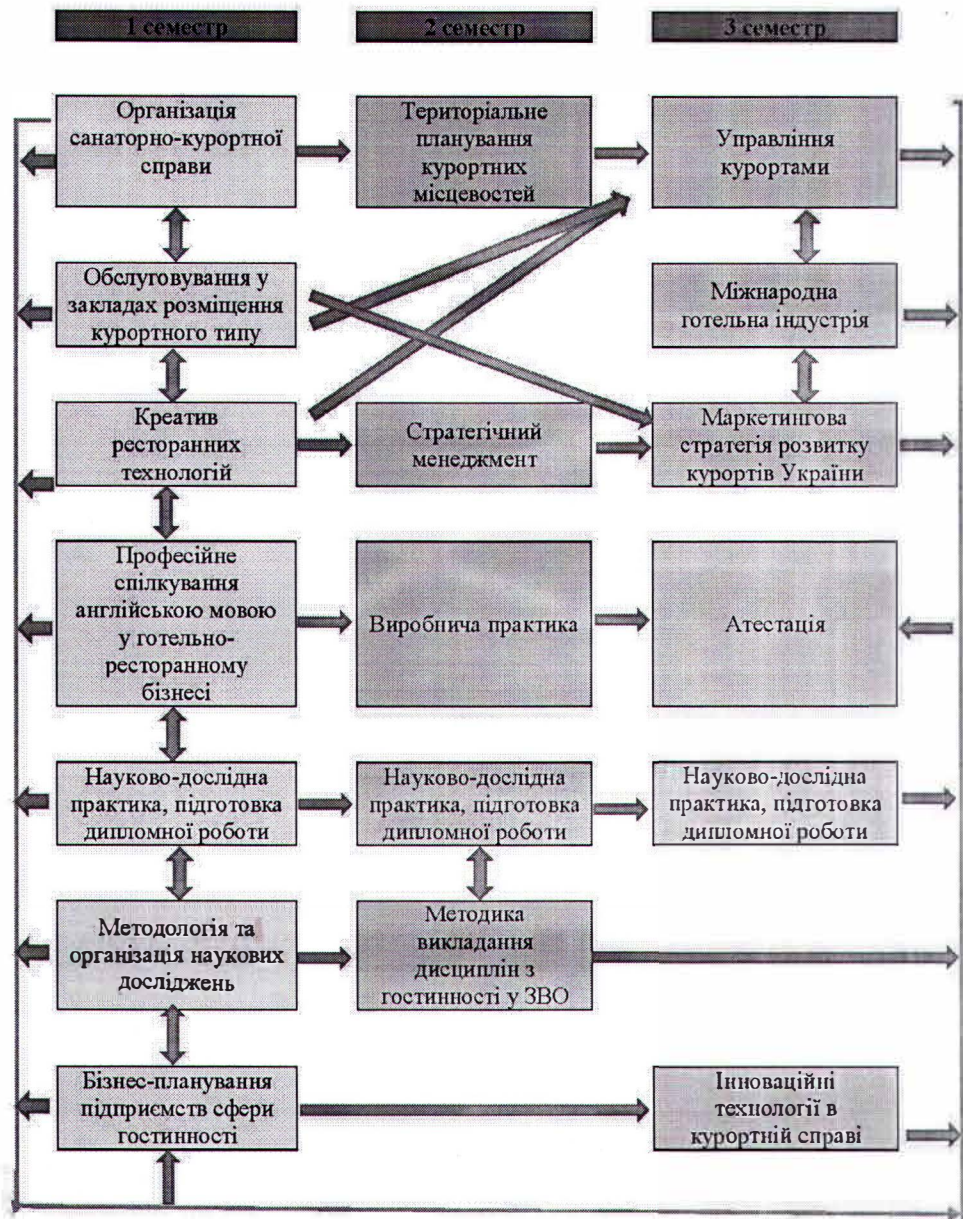 1 семестр
2 семестр
3 семестр
Організація
санаторно-курортної
справи
Територіальне
планування
курортних
місцевостей
Управління
курортами
Обслуговування у
закладах розміщення
курортного типу
Міжнародна
готельна індустрія
Креатив
ресторанних
технологій
Стратегічний
менеджмент
Маркетингова
стратегія розвитку
курортів України
Професійне
спілкування
англійською мовою
у готельно-
ресторанному
бізнесі
Виробнича практика
Атестація
Науково-дослідна
практика, підготовка
дипломної роботи
Науково-дослідна
практика, підготовка
дипломної роботи
Науково-дослідна
практика, підготовка
дипломної роботи
Методологія та
організація наукових
досліджень
Методика
викладання
дисциплін з
гостинності у ЗВО
Бізнес-планування
підприємств сфери
гостинності
Інноваційні
технології в
курортній справі